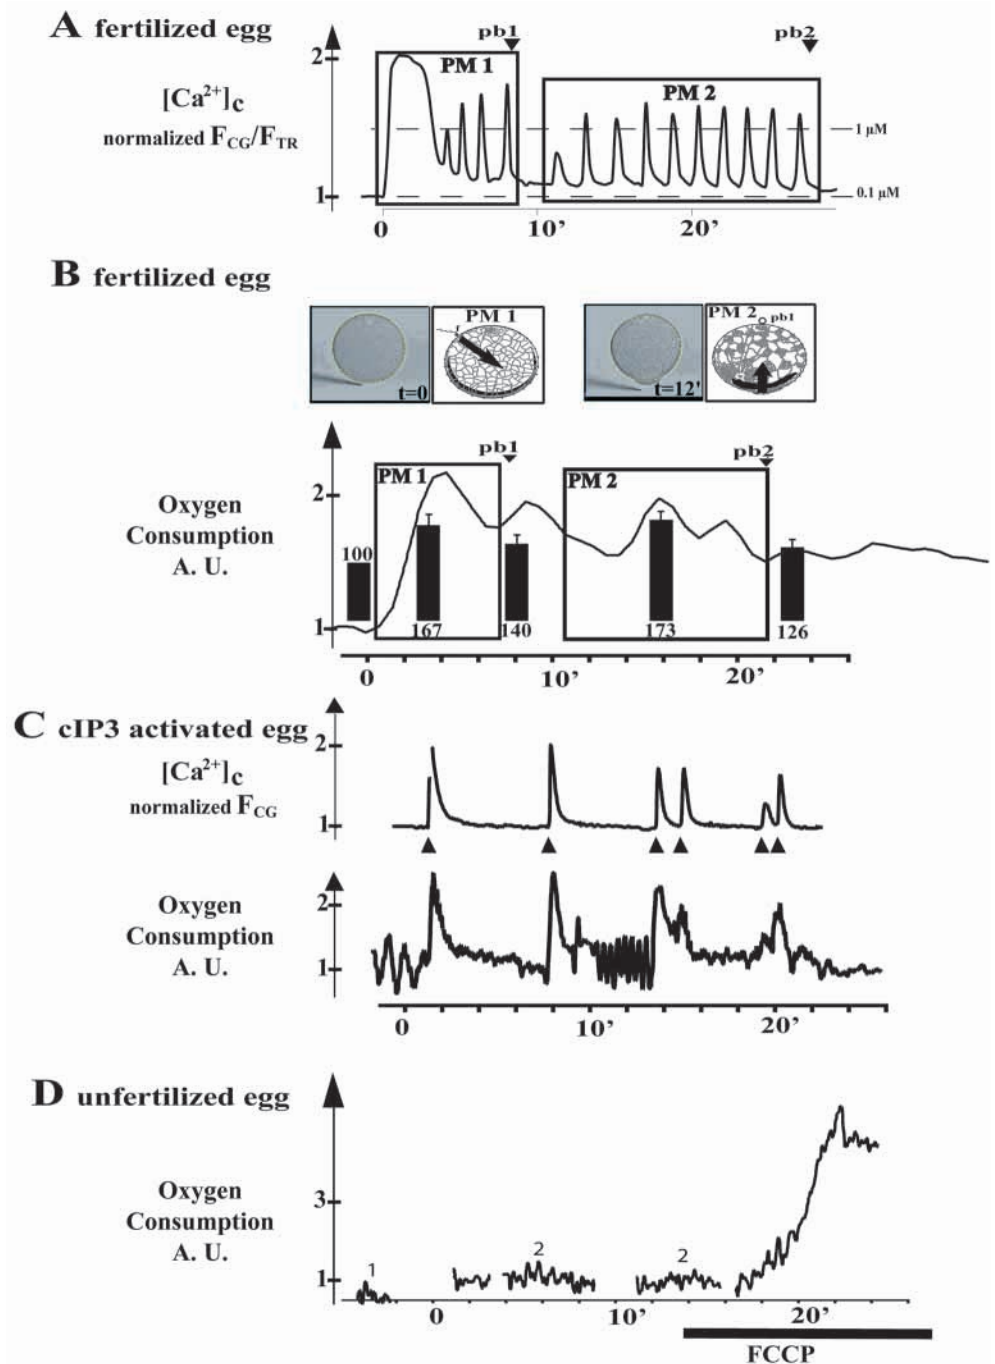 A fertilized egg
pb1
pb2
2
PM 1
PM 2
[Ca2+]c
normalized FCG/FTR
1 µM
1
0.1 µM
0 10’ 20’
B fertilized egg
PM 1
t=0
PM 2
pb1
t=12'
pb1
pb2
PM 1
PM 2
2
Oxygen
Consumption
A. U.
100
1
167 140 173 126
0 10’ 20’
C cIP3 activated egg
2
[Ca2+]c
normalized FCG
1
2
Oxygen
Consumption
A. U.
1
0 10’ 20’
D unfertilized egg
3
Oxygen
Consumption
A. U.
1
1 2 2
0 10’ 20’
FCCP